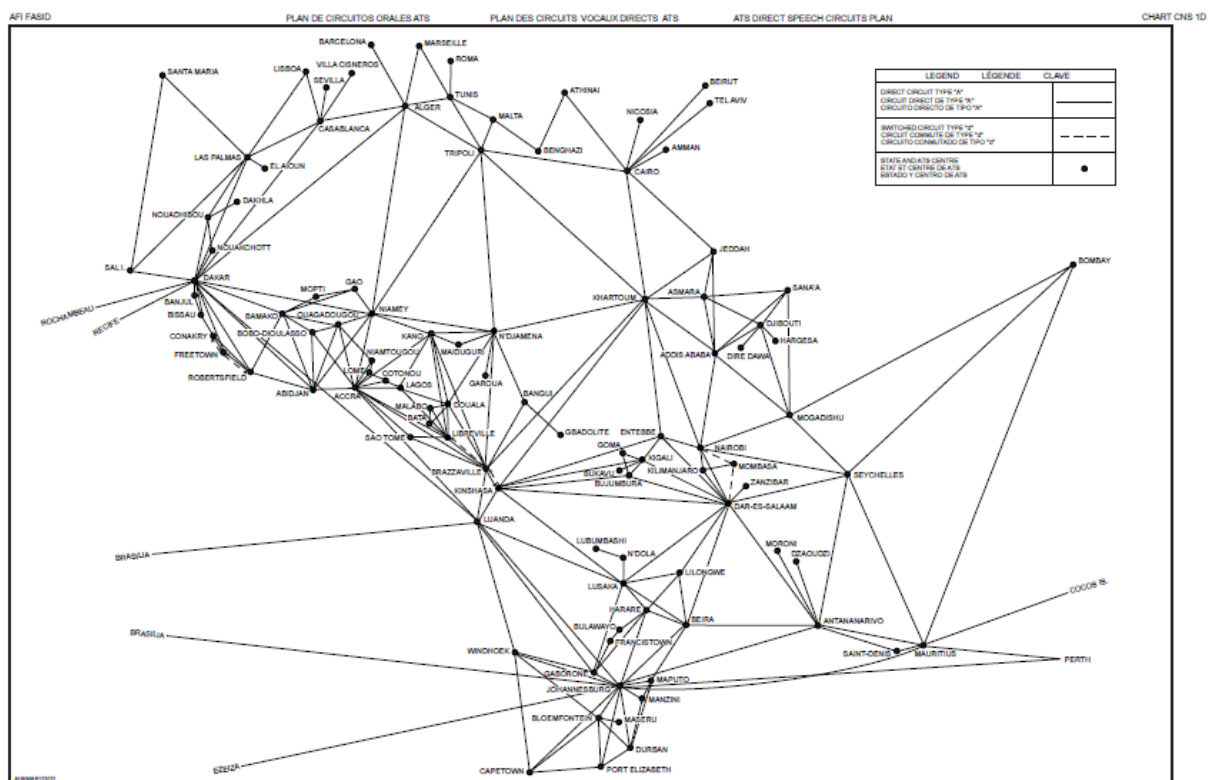 AFI FASID
PLAN DE CIRCUITOS ORALES ATS
PLAN DES CIRCUITS VOCAUX DIRECTS ATS
ATS DIRECT SPEECH CIRCUITS PLAN
CHART CNS 1D
LEGEND LÉGENDE CLAVE
DIRECT CIRCUIT TYPE "A"
CIRCUIT DIRECT DE TYPE "A"
CIRCUITO DIRECTO DE TIPO "A"
SWITCHED CIRCUIT TYPE "d"
CIRCUIT COMMUTE DE TYPE "d"
CIRCUITO CONMUTADO DE TIPO "d"
STATE AND ATS CENTRE
ETAT ET CENTRE DE ATS
ESTADO Y CENTRO DE ATS
BARCELONA
MARSEILLE
ROMA
SANTA MARIA
LISBOA
VILLA CISNEROS
SEVILLA
ATHINAI
BEIRUT
TEL AVIV
NICOSIA
ALGER
TUNIS
MALTA
CASABLANCA
TRIPOLI
BENGHAZI
AMMAN
CAIRO
LAS PALMAS
EL AIOUN
DAKHLA
NOUADHIBOU
NOUAKCHOTT
JEDDAH
BOMBAY
SAL I.
DAKAR
ROCHAMBEAU
RECIFE
BANJUL
BISSAU
CONAKRY
FREETOWN
ROBERTSFIELD
GAO
MOPTI
BAMAKO
OUAGADOUGOU
BOBO-DIOULASSO
NIAMEY
KANO
N'DJAMENA
MAIDUGURI
NIAMTOUGOU
LOME
COTONOU
LAGOS
ABIDJAN
ACCRA
GAROUA
BANGUI
GBADOLITE
MALABO
BATA
DOUALA
SAO TOME
LIBREVILLE
KHARTOUM
ASMARA
SANA'A
DJIBOUTI
HARGESA
DIRE DAWA
ADDIS ABABA
MOGADISHU
BRAZZAVILLE
KINSHASA
LUANDA
ENTEBBE
GOMA
KIGALI
BUKAVU
BUJUMBURA
NAIROBI
KILIMANJARO
MOMBASA
ZANZIBAR
DAR-ES-SALAAM
SEYCHELLES
BRASILIA
LUBUMBASHI
N'DOLA
LUSAKA
LILONGWE
MORONI
DZAOUDZI
HARARE
BEIRA
BULAWAYO
FRANCISTOWN
ANTANANARIVO
SAINT-DENIS
MAURITIUS
COCOS IS.
PERTH
BRASILIA
WINDHOEK
GABORONE
JOHANNESBURG
MAPUTO
MANZINI
BLOEMFONTEIN
MASERU
DURBAN
EZEIZA
CAPETOWN
PORT ELIZABETH